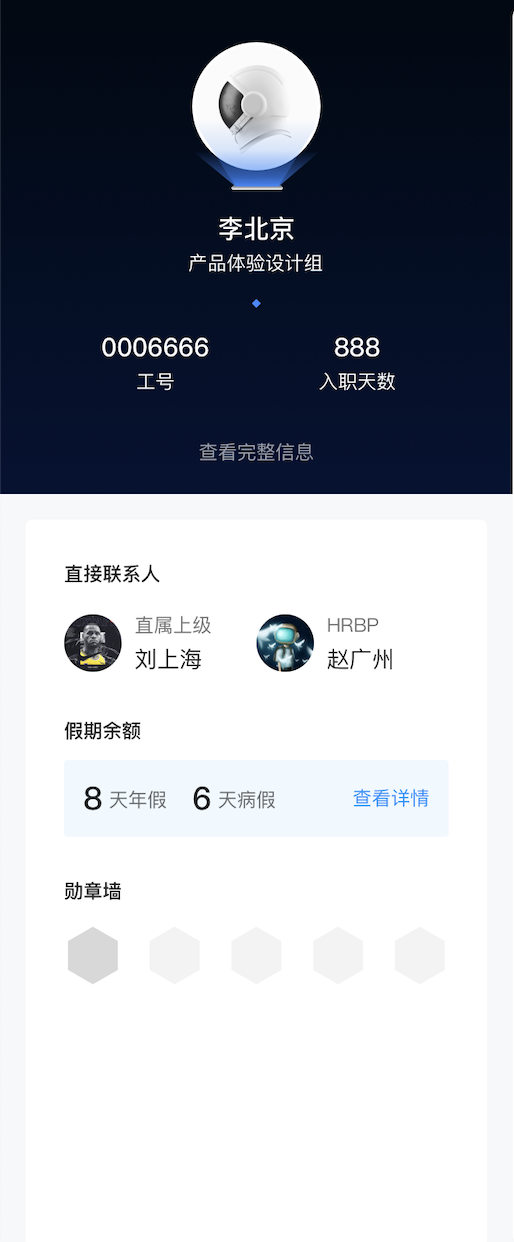 李北京
产品体验设计组
0006666 888
工号 入职天数
查看完整信息
直接联系人
直属上级 HRBP
刘上海 赵广州
假期余额
8 天年假 6 天病假 查看详情
勋章墙